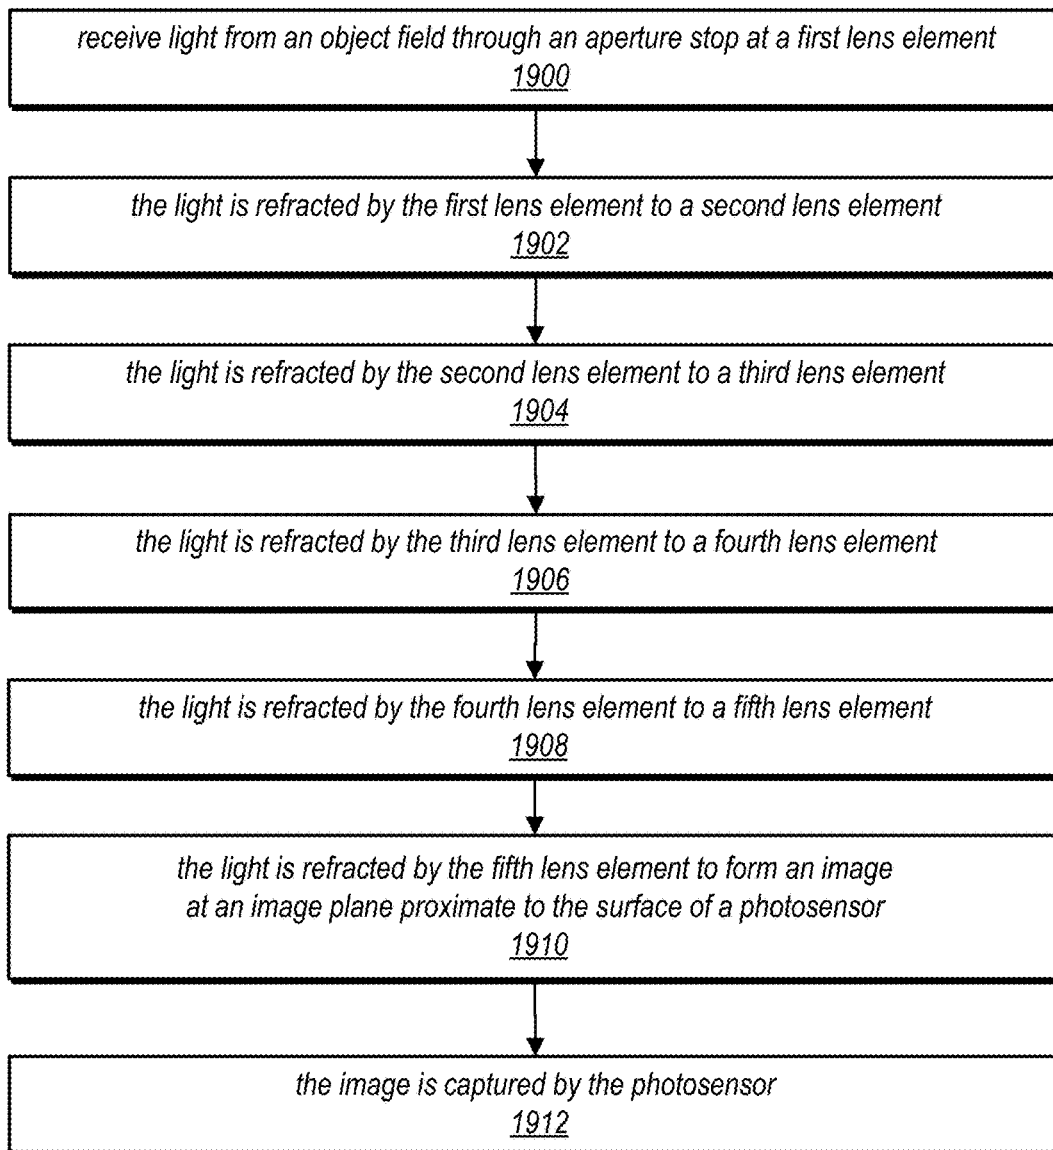 receive light from an object field through an aperture stop at a first lens element
1900
the light is refracted by the first lens element to a second lens element
1902
the light is refracted by the second lens element to a third lens element
1904
the light is refracted by the third lens element to a fourth lens element
1906
the light is refracted by the fourth lens element to a fifth lens element
1908
the light is refracted by the fifth lens element to form an image
at an image plane proximate to the surface of a photosensor
1910
the image is captured by the photosensor
1912